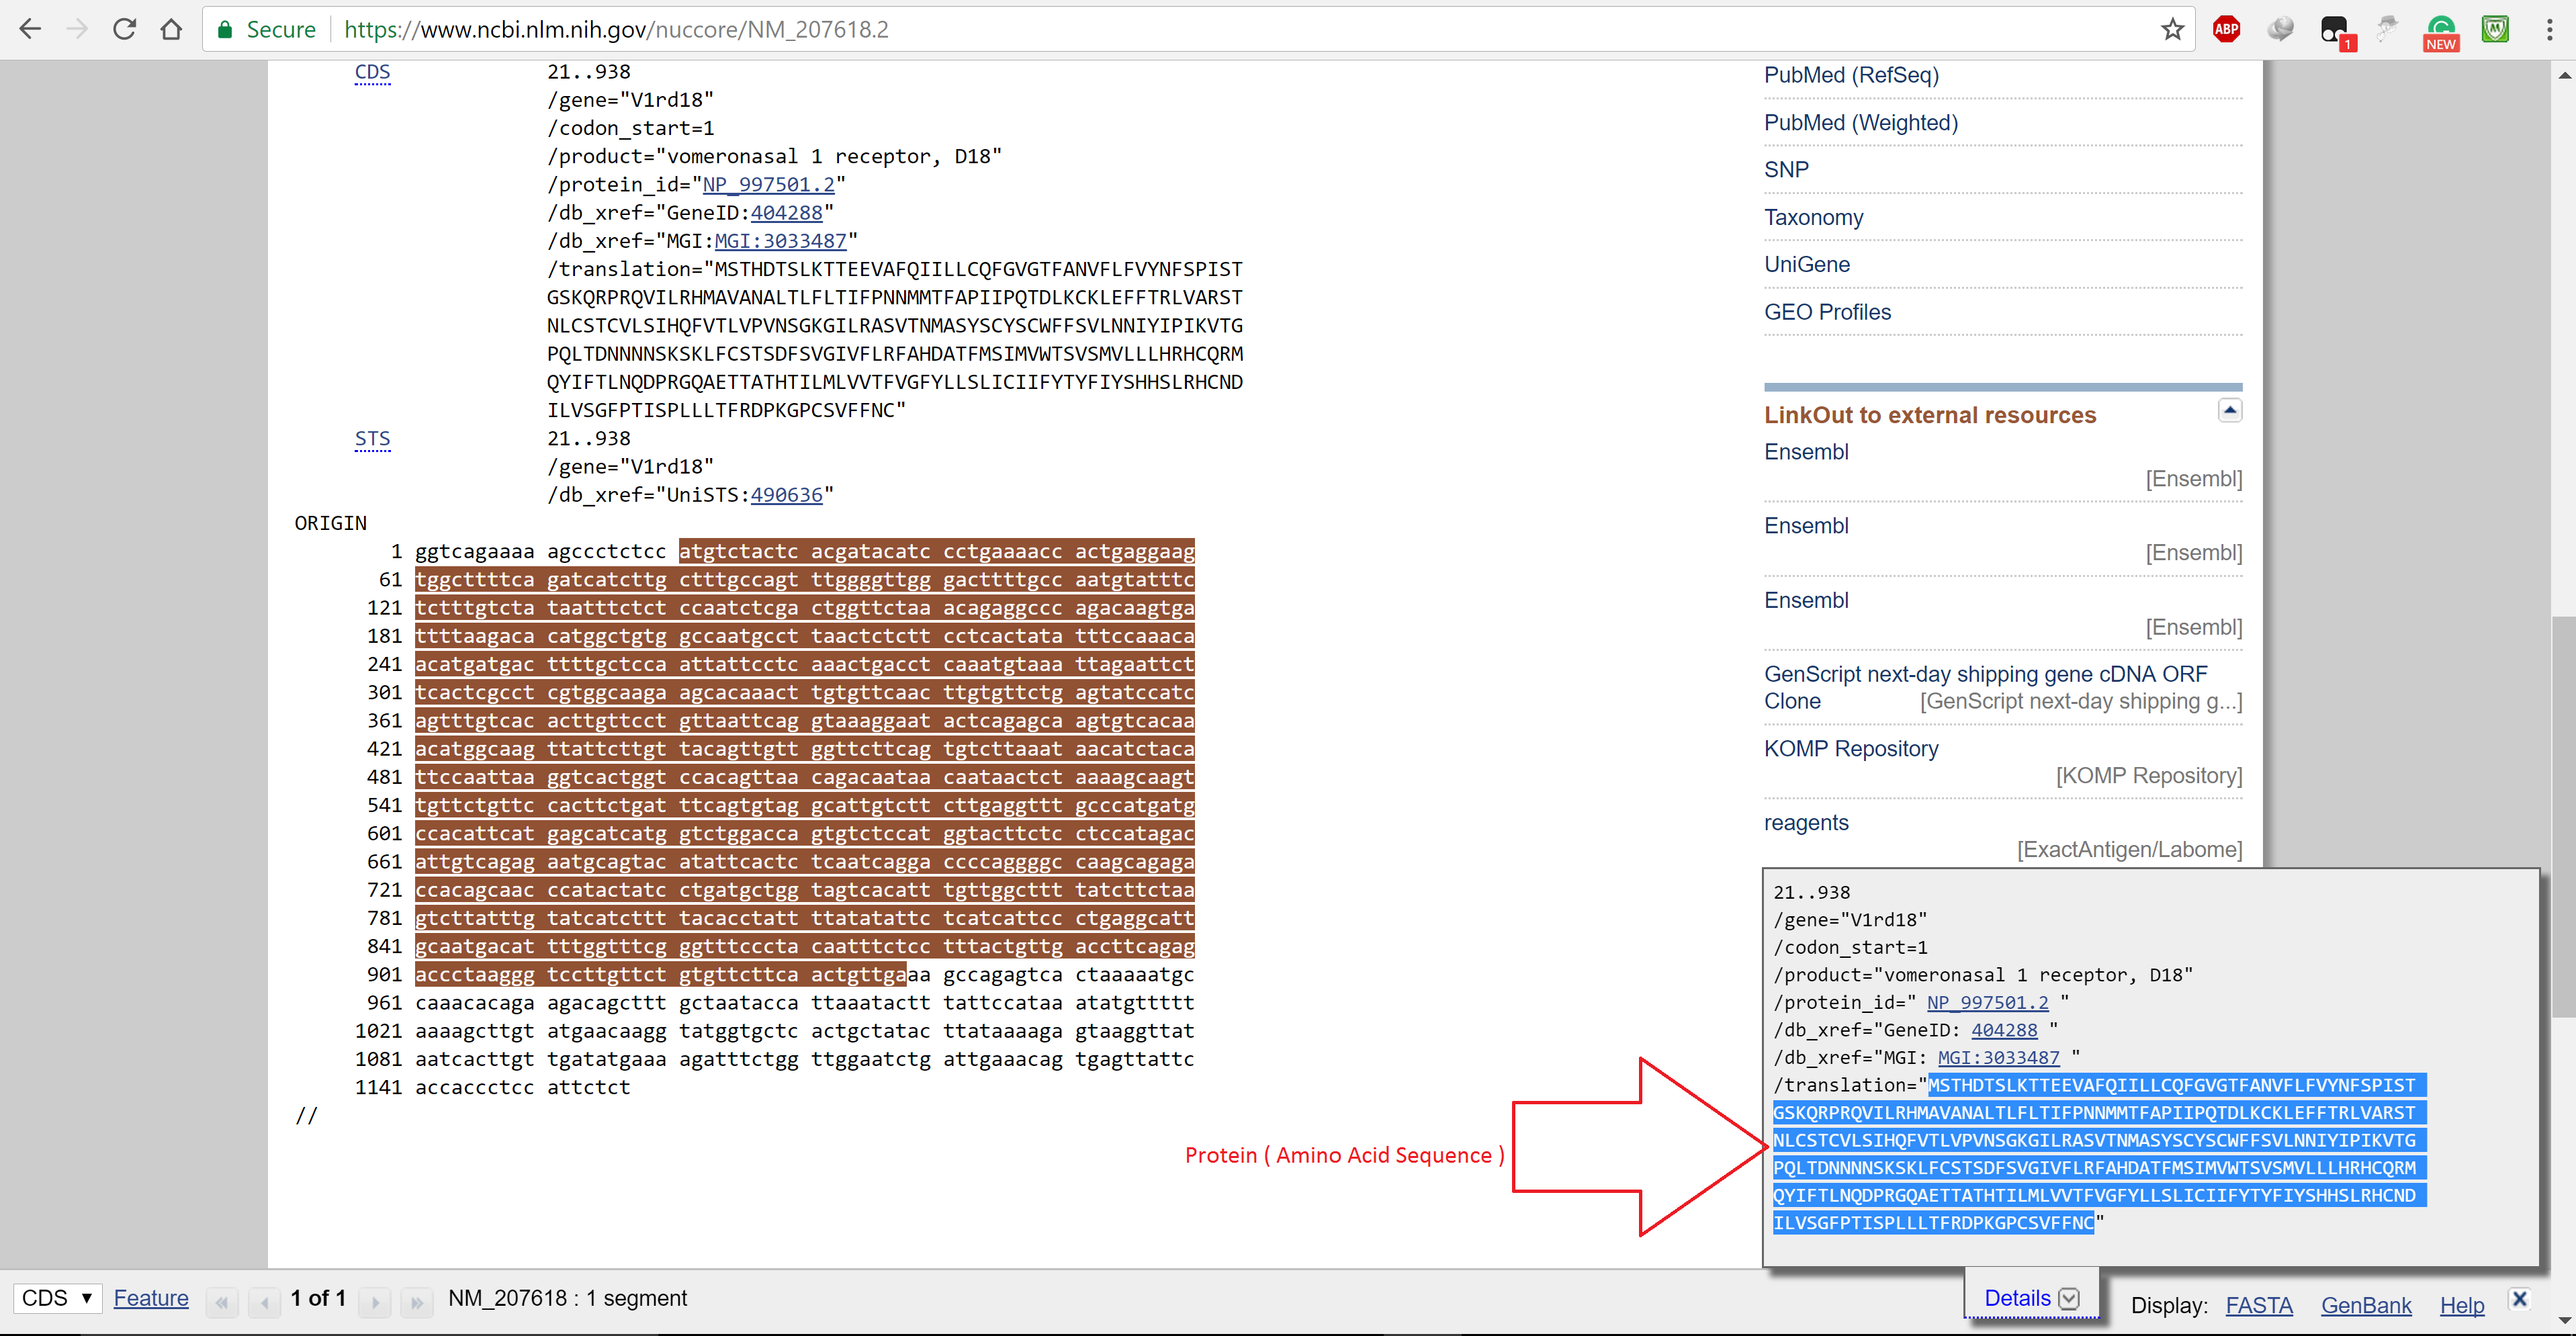 Secure https://www.ncbi.nlm.nih.gov/nuccore/NM_207618.2
ABP
1
NEW
CDS 21..938
/gene="V1rd18"
/codon_start=1
/product="vomeronasal 1 receptor, D18"
/protein_id="NP_997501.2"
/db_xref="GeneID:404288"
/db_xref="MGI:MGI:3033487"
/translation="MSTHDTSLKTTEEVAFQIILLCQFGVGTFANVFLFVYNFSPIST
GSKQRPRQVILRHMAVANALTLFLTIFPNNMMTFAPIIPQTDLKCKLEFFTRLVARST
NLCSTCVLSIHQFVTLVPVNSGKGILRASVTNMASYSCYSCWFFSVLNNIYIPIKVTG
PQLTDNNNNSKSKLFCSTSDFSVGIVFLRFAHDATFMSIMVWTSVSMVLLLHRHCQRM
QYIFTLNQDPRGQAETTATHTILMLVVTFVGFYLLSLICIIFYTYFIYSHHSLRHCND
ILVSGFPTISPLLLTFRDPKGPCSVFFNC"
STS 21..938
/gene="V1rd18"
/db_xref="UniSTS:490636"
ORIGIN
1 ggtcagaaaa agccctctcc atgtctactc acgatacatc cctgaaaacc actgaggaag
61 tggcttttca gatcatcttg ctttgccagt ttggggttgg gacttttgcc aatgtatttc
121 tctttgtcta taatttctct ccaatctcga ctggttctaa acagaggccc agacaagtga
181 ttttaagaca catggctgtg gccaatgcct taactctctt cctcactata tttccaaaca
241 acatgatgac ttttgctcca attattcctc aaactgacct caaatgtaaa ttagaattct
301 tcactcgcct cgtggcaaga agcacaaact tgtgttcaac ttgtgttctg agtatccatc
361 agtttgtcac acttgttcct gttaattcag gtaaaggaat actcagagca agtgtcacaa
421 acatggcaag ttattcttgt tacagttgtt ggttcttcag tgtcttaaat aacatctaca
481 ttccaattaa ggtcactggt ccacagttaa cagacaataa caataactct aaaagcaagt
541 tgttctgttc cacttctgat ttcagtgtag gcattgtctt cttgaggttt gcccatgatg
601 ccacattcat gagcatcatg gtctggacca gtgtctccat ggtacttctc ctccatagac
661 attgtcagag aatgcagtac atattcactc tcaatcagga ccccaggggc caagcagaga
721 ccacagcaac ccatactatc ctgatgctgg tagtcacatt tgttggcttt tatcttctaa
781 gtcttatttg tatcatcttt tacacctatt ttatatattc tcatcattcc ctgaggcatt
841 gcaatgacat tttggtttcg ggtttcccta caatttctcc tttactgttg accttcagag
901 accctaaggg tccttgttct gtgttcttca actgttgaaa gccagagtca ctaaaaatgc
961 caaacacaga agacagcttt gctaatacca ttaaatactt tattccataa atatgttttt
1021 aaaagcttgt atgaacaagg tatggtgctc actgctatac ttataaaaga gtaaggttat
1081 aatcacttgt tgatatgaaa agatttctgg ttggaatctg attgaaacag tgagttattc
1141 accaccctcc attctct
//
PubMed (RefSeq)
PubMed (Weighted)
SNP
Taxonomy
UniGene
GEO Profiles
LinkOut to external resources
Ensembl
[Ensembl]
Ensembl
[Ensembl]
Ensembl
[Ensembl]
GenScript next-day shipping gene cDNA ORF
Clone [GenScript next-day shipping g...]
KOMP Repository
[KOMP Repository]
reagents
[ExactAntigen/Labome]
21..938
/gene="V1rd18"
/codon_start=1
/product="vomeronasal 1 receptor, D18"
/protein_id=" NP_997501.2 "
/db_xref="GeneID: 404288 "
/db_xref="MGI: MGI:3033487 "
/translation="MSTHDTSLKTTEEVAFQIILLCQFGVGTFANVFLFVYNFSPIST
GSKQRPRQVILRHMAVANALTLFLTIFPNNMMTFAPIIPQTDLKCKLEFFTRLVARST
NLCSTCVLSIHQFVTLVPVNSGKGILRASVTNMASYSCYSCWFFSVLNNIYIPIKVTG
PQLTDNNNNSKSKLFCSTSDFSVGIVFLRFAHDATFMSIMVWTSVSMVLLLHRHCQRM
QYIFTLNQDPRGQAETTATHTILMLVVTFVGFYLLSLICIIFYTYFIYSHHSLRHCND
ILVSGFPTISPLLLTFRDPKGPCSVFFNC"
Protein ( Amino Acid Sequence )
CDS Feature 1 of 1 NM_207618 : 1 segment
Details Display: FASTA GenBank Help